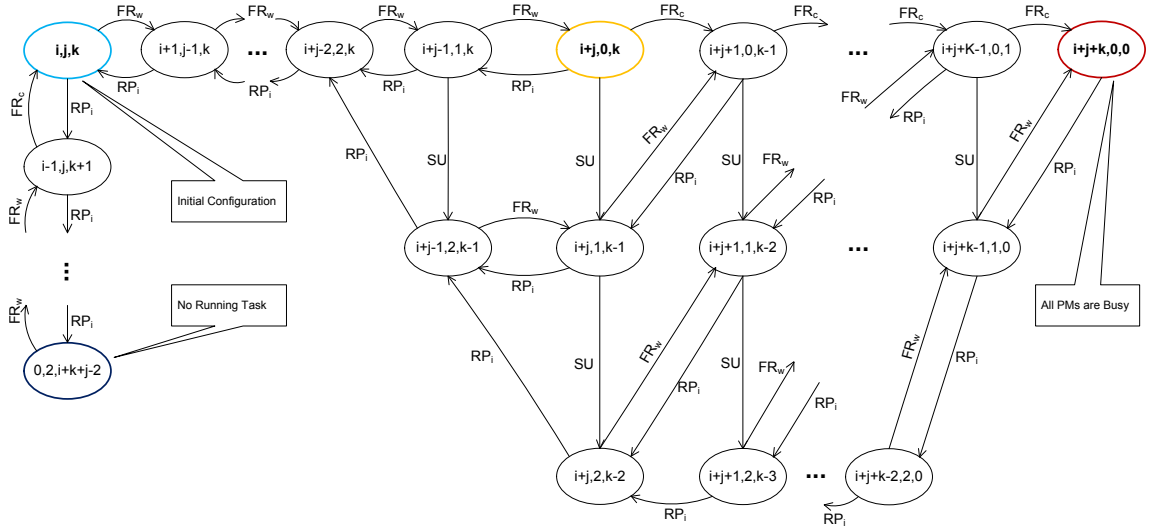 FRw FRw FRw FRw FRc FRc FRc FRc
i,j,k i+1,j-1,k ... i+j-2,2,k i+j-1,1,k i+j,0,k i+j+1,0,k-1 ... i+j+K-1,0,1 i+j+k,0,0
RPi RPi RPi RPi RPi FRw RPi
FRc RPi
i-1,j,k+1
FRw RPi
Initial Configuration
RPi SU SU FRw RPi SU FRw RPi SU FRw RPi
FRw
i+j-1,2,k-1 i+j,1,k-1 i+j+1,1,k-2 ... i+j+k-1,1,0
RPi
...
FRw RPi
No Running Task
All PMs are Busy
0,2,i+k+j-2
RPi SU FRw RPi SU FRw RPi FRw RPi
i+j,2,k-2 i+j+1,2,k-3 ... i+j+k-2,2,0
RPi RPi